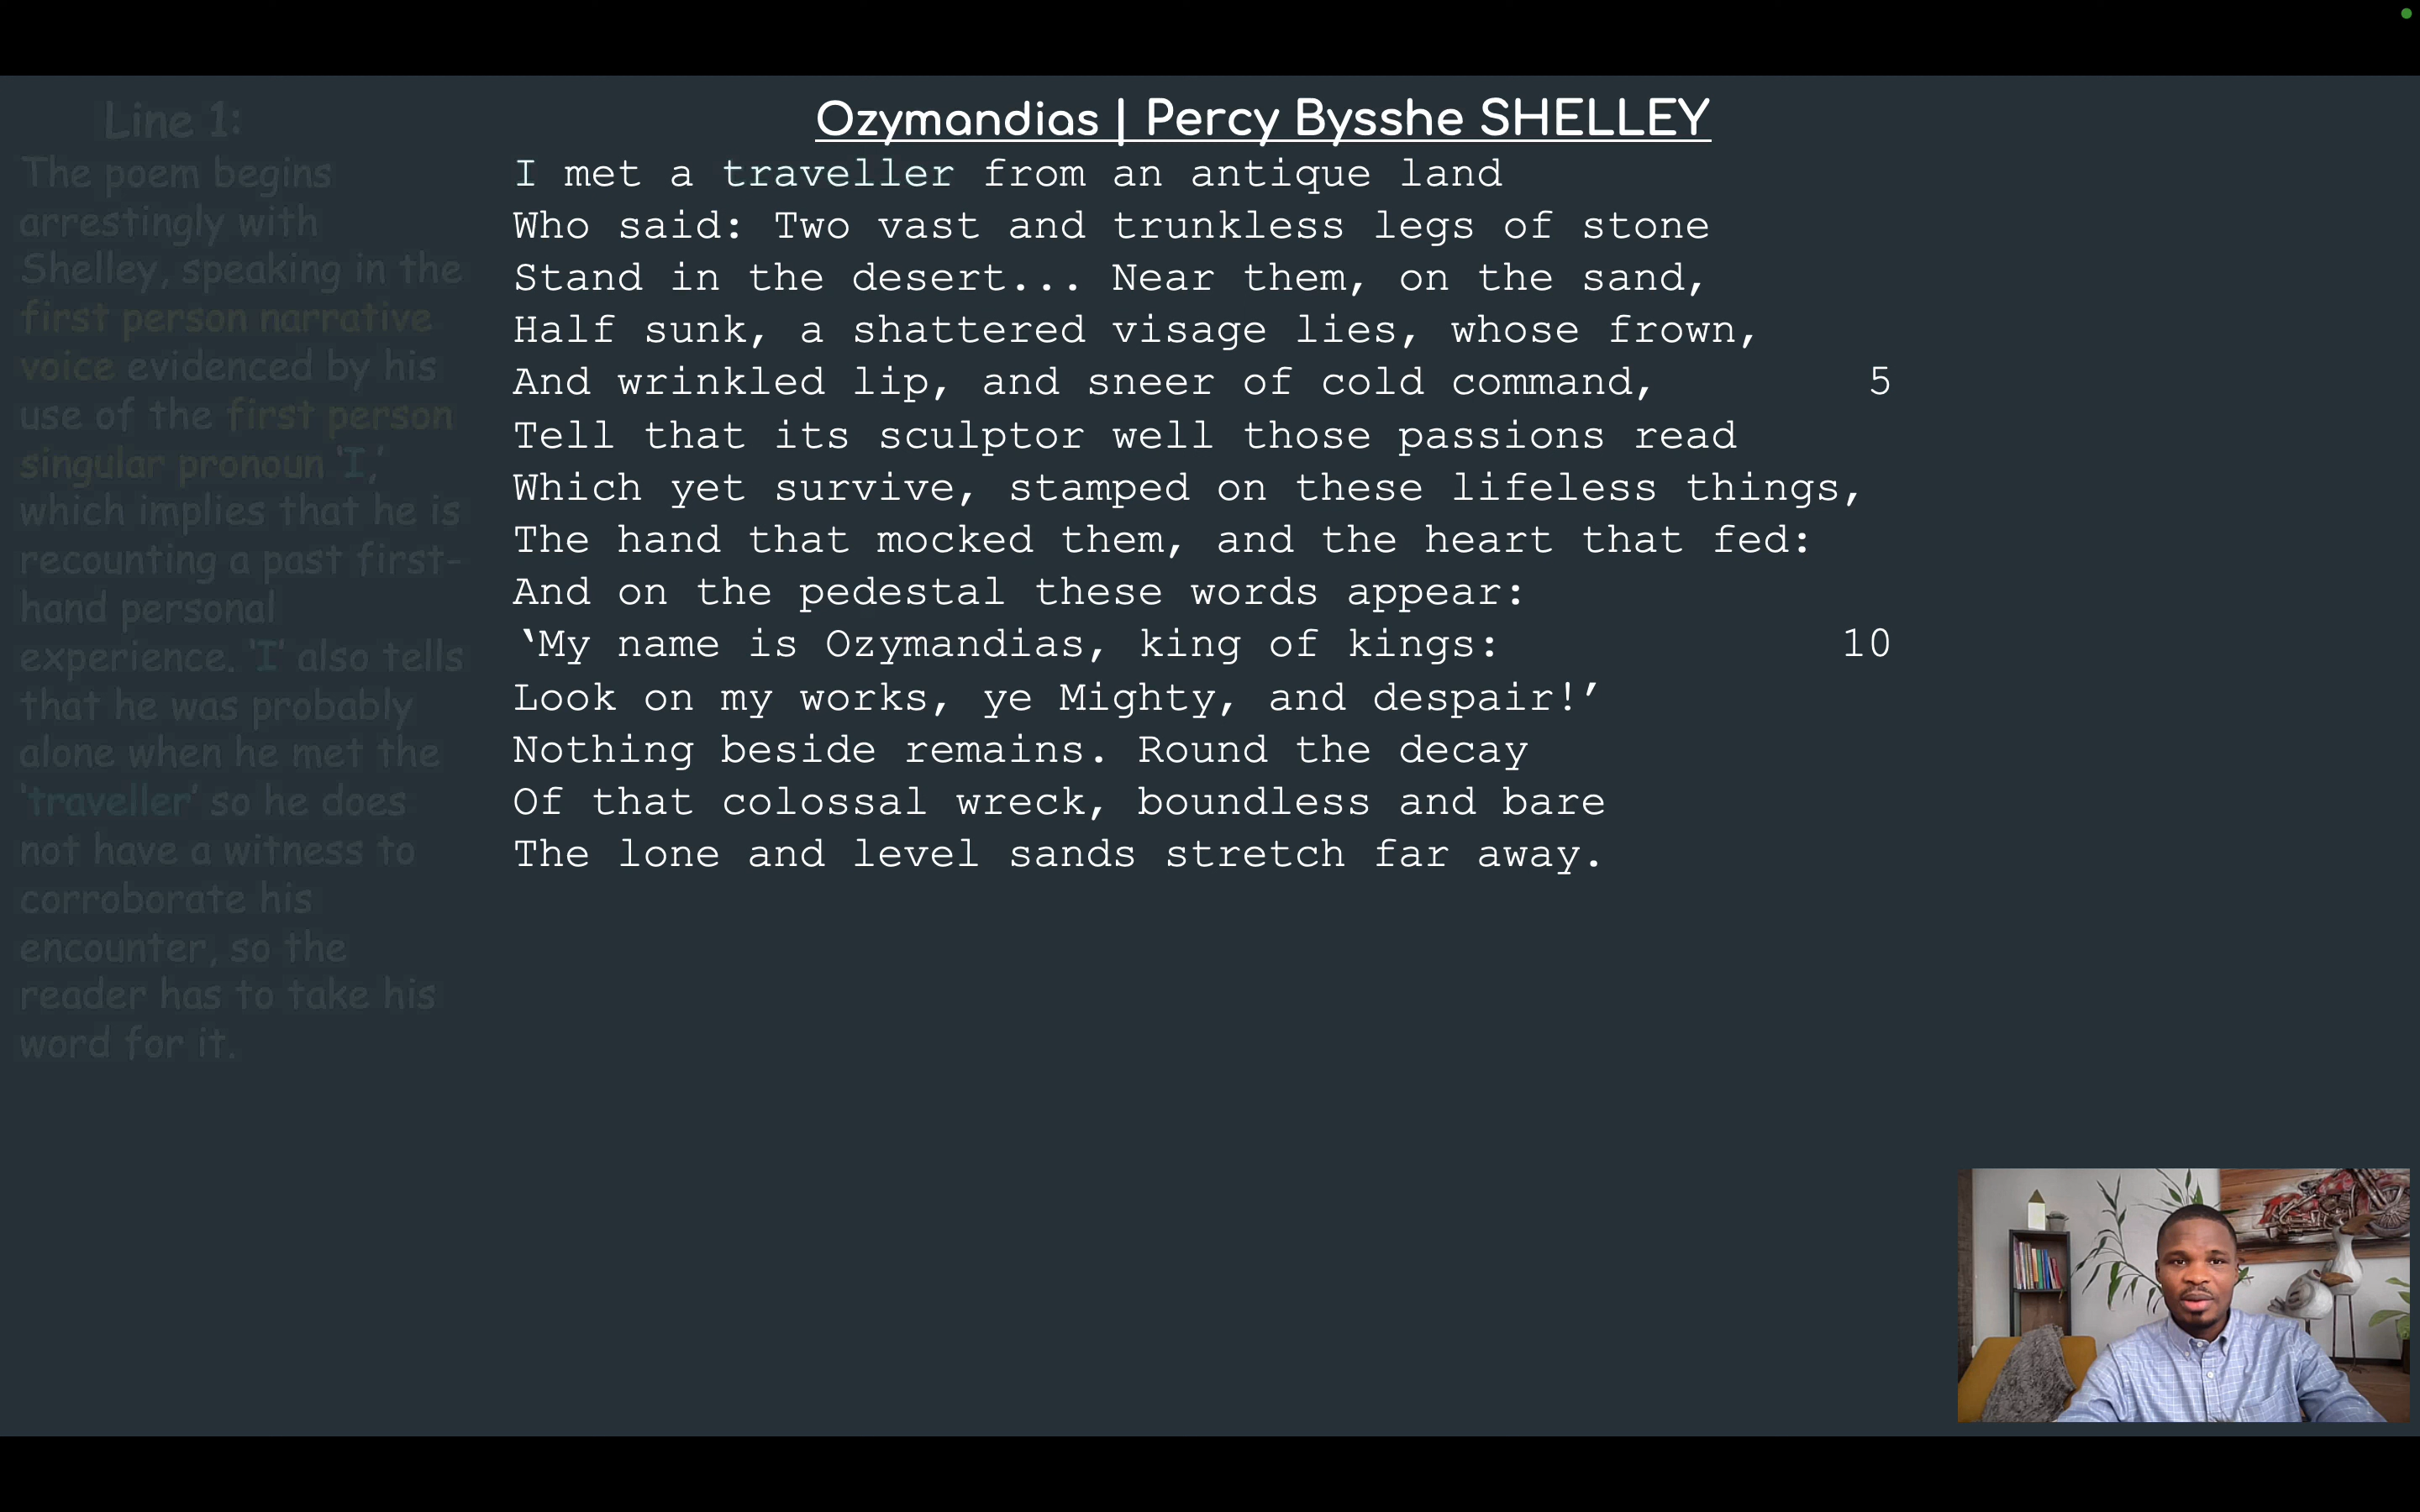 Ozymandias | Percy Bysshe SHELLEY
Line 1:
The poem begins
arrestingly with
Shelley, speaking in the
first person narrative
voice evidenced by his
use of the first person
singular pronoun 'I,'
which implies that he is
recounting a past first-
hand personal
experience. 'I' also tells
that he was probably
alone when he met the
'traveller' so he does
not have a witness to
corroborate his
encounter, so the
reader has to take his
word for it.
I met a traveller from an antique land
Who said: Two vast and trunkless legs of stone
Stand in the desert... Near them, on the sand,
Half sunk, a shattered visage lies, whose frown,
And wrinkled lip, and sneer of cold command, 5
Tell that its sculptor well those passions read
Which yet survive, stamped on these lifeless things,
The hand that mocked them, and the heart that fed:
And on the pedestal these words appear:
‘My name is Ozymandias, king of kings: 10
Look on my works, ye Mighty, and despair!’
Nothing beside remains. Round the decay
Of that colossal wreck, boundless and bare
The lone and level sands stretch far away.